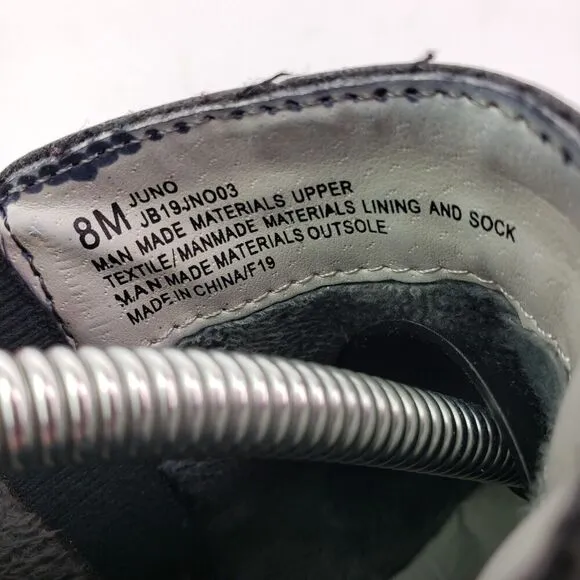 8M JUNO
JB19JNO03
MAN MADE MATERIALS UPPER
TEXTILE/MANMADE MATERIALS LINING AND SOCK
MAN MADE MATERIALS OUTSOLE
MADE IN CHINA/F19